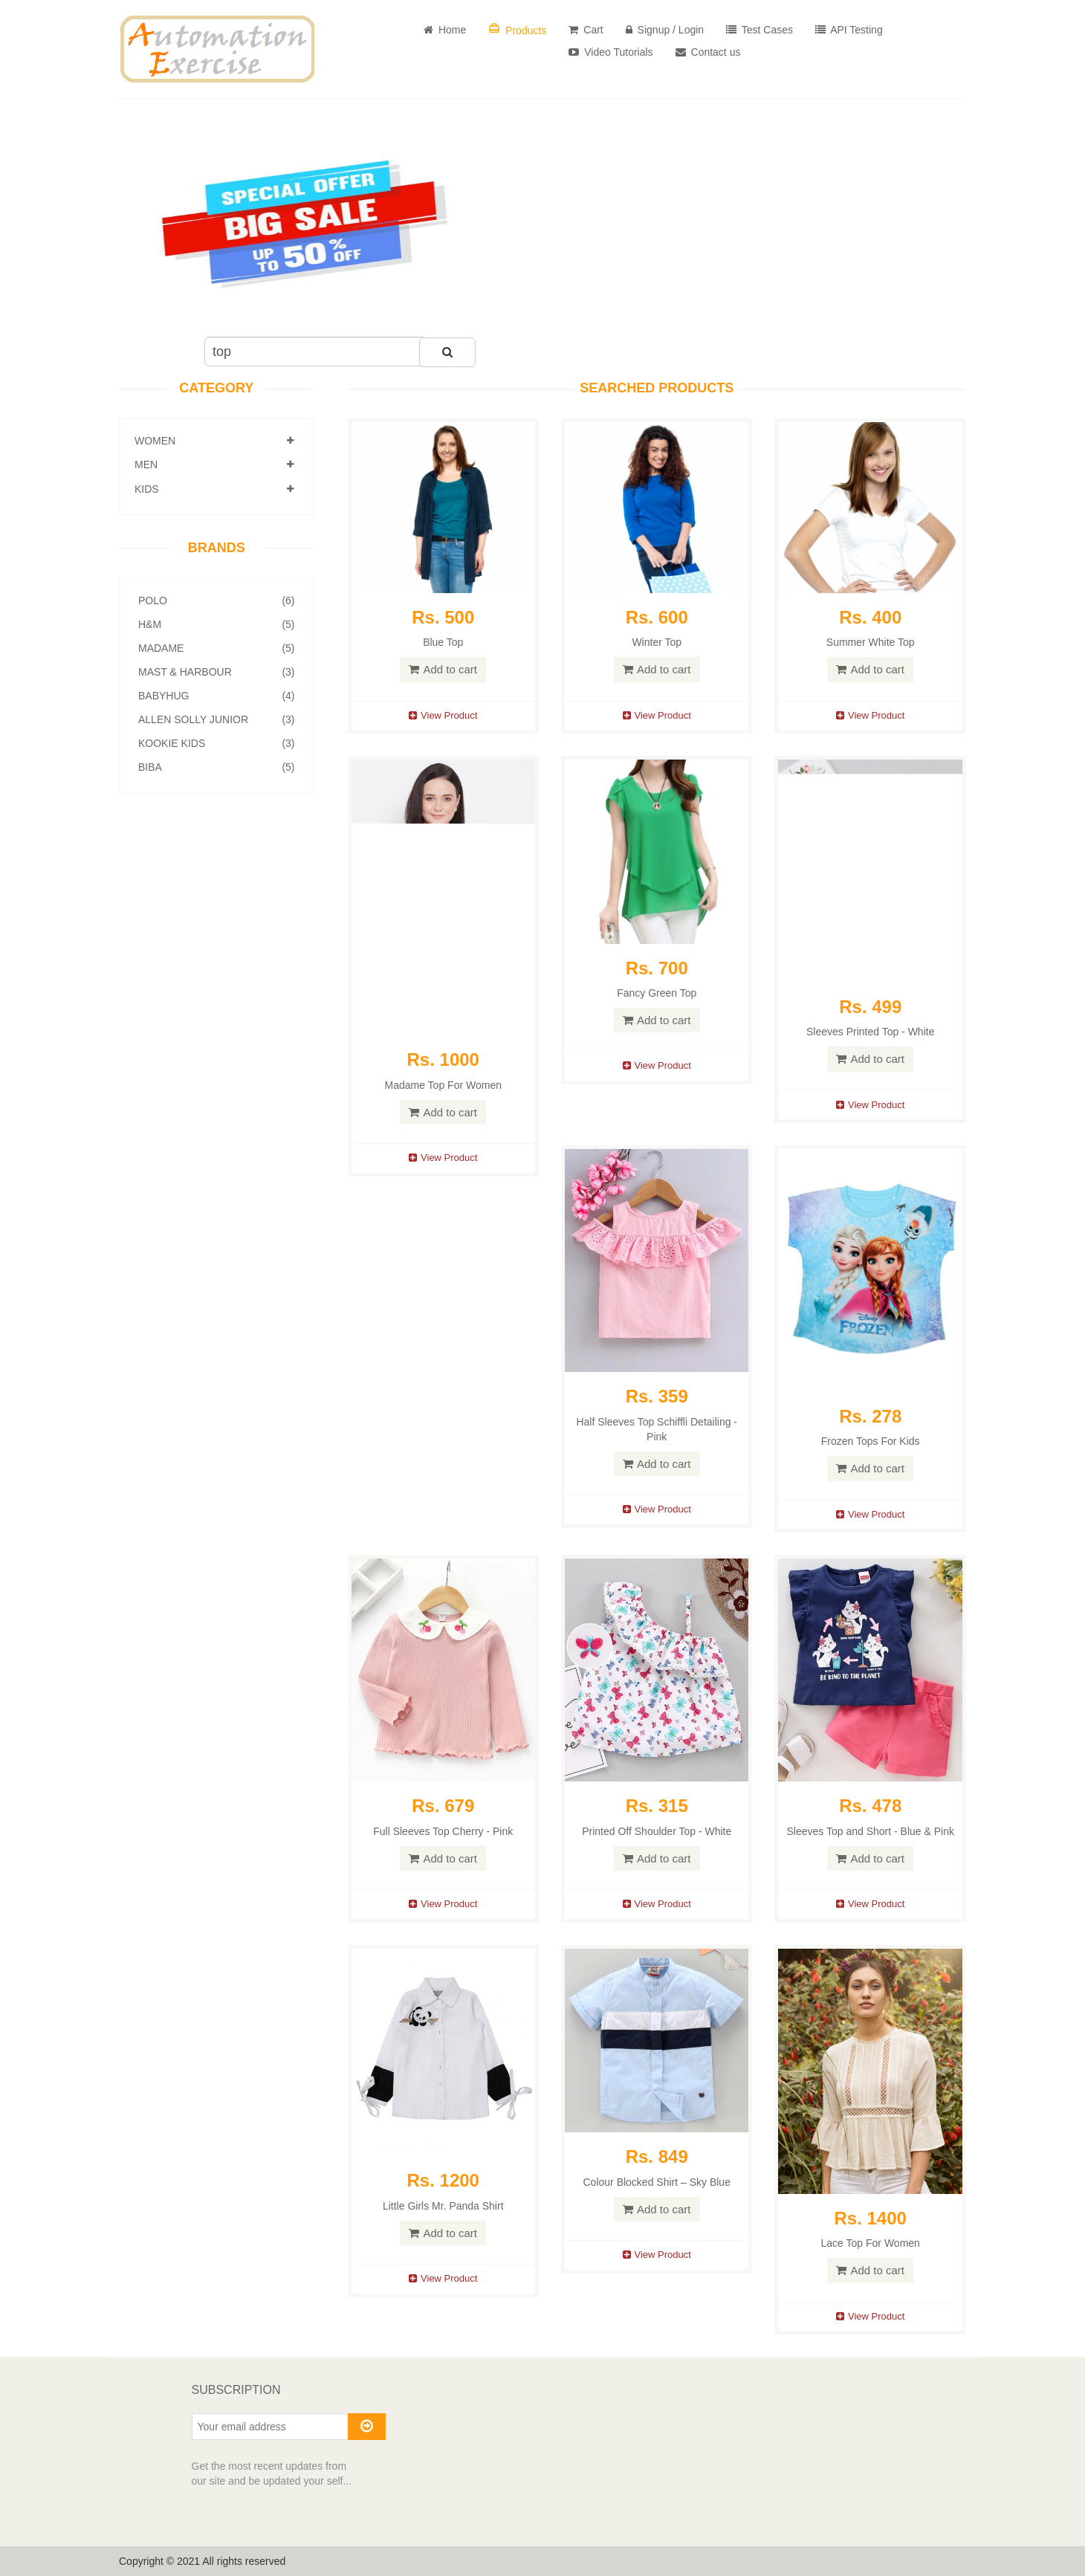 Automation
Exercise
Home
Products
Cart
Signup / Login
Test Cases
API Testing
Video Tutorials
Contact us
SPECIAL OFFER
BIG SALE
UP TO 50% OFF
top
CATEGORY
WOMEN
MEN
KIDS
BRANDS
POLO (6)
H&M (5)
MADAME (5)
MAST & HARBOUR (3)
BABYHUG (4)
ALLEN SOLLY JUNIOR (3)
KOOKIE KIDS (3)
BIBA (5)
SEARCHED PRODUCTS
Rs. 500
Blue Top
Add to cart
View Product
Rs. 600
Winter Top
Add to cart
View Product
Rs. 400
Summer White Top
Add to cart
View Product
Rs. 1000
Madame Top For Women
Add to cart
View Product
Rs. 700
Fancy Green Top
Add to cart
View Product
Rs. 499
Sleeves Printed Top - White
Add to cart
View Product
Rs. 359
Half Sleeves Top Schiffli Detailing -
Pink
Add to cart
View Product
Disney
FROZEN
Rs. 278
Frozen Tops For Kids
Add to cart
View Product
Rs. 679
Full Sleeves Top Cherry - Pink
Add to cart
View Product
Rs. 315
Printed Off Shoulder Top - White
Add to cart
View Product
BE KIND TO THE PLANET
Rs. 478
Sleeves Top and Short - Blue & Pink
Add to cart
View Product
Rs. 1200
Little Girls Mr. Panda Shirt
Add to cart
View Product
Rs. 849
Colour Blocked Shirt – Sky Blue
Add to cart
View Product
Rs. 1400
Lace Top For Women
Add to cart
View Product
SUBSCRIPTION
Your email address
Get the most recent updates from
our site and be updated your self...
Copyright © 2021 All rights reserved